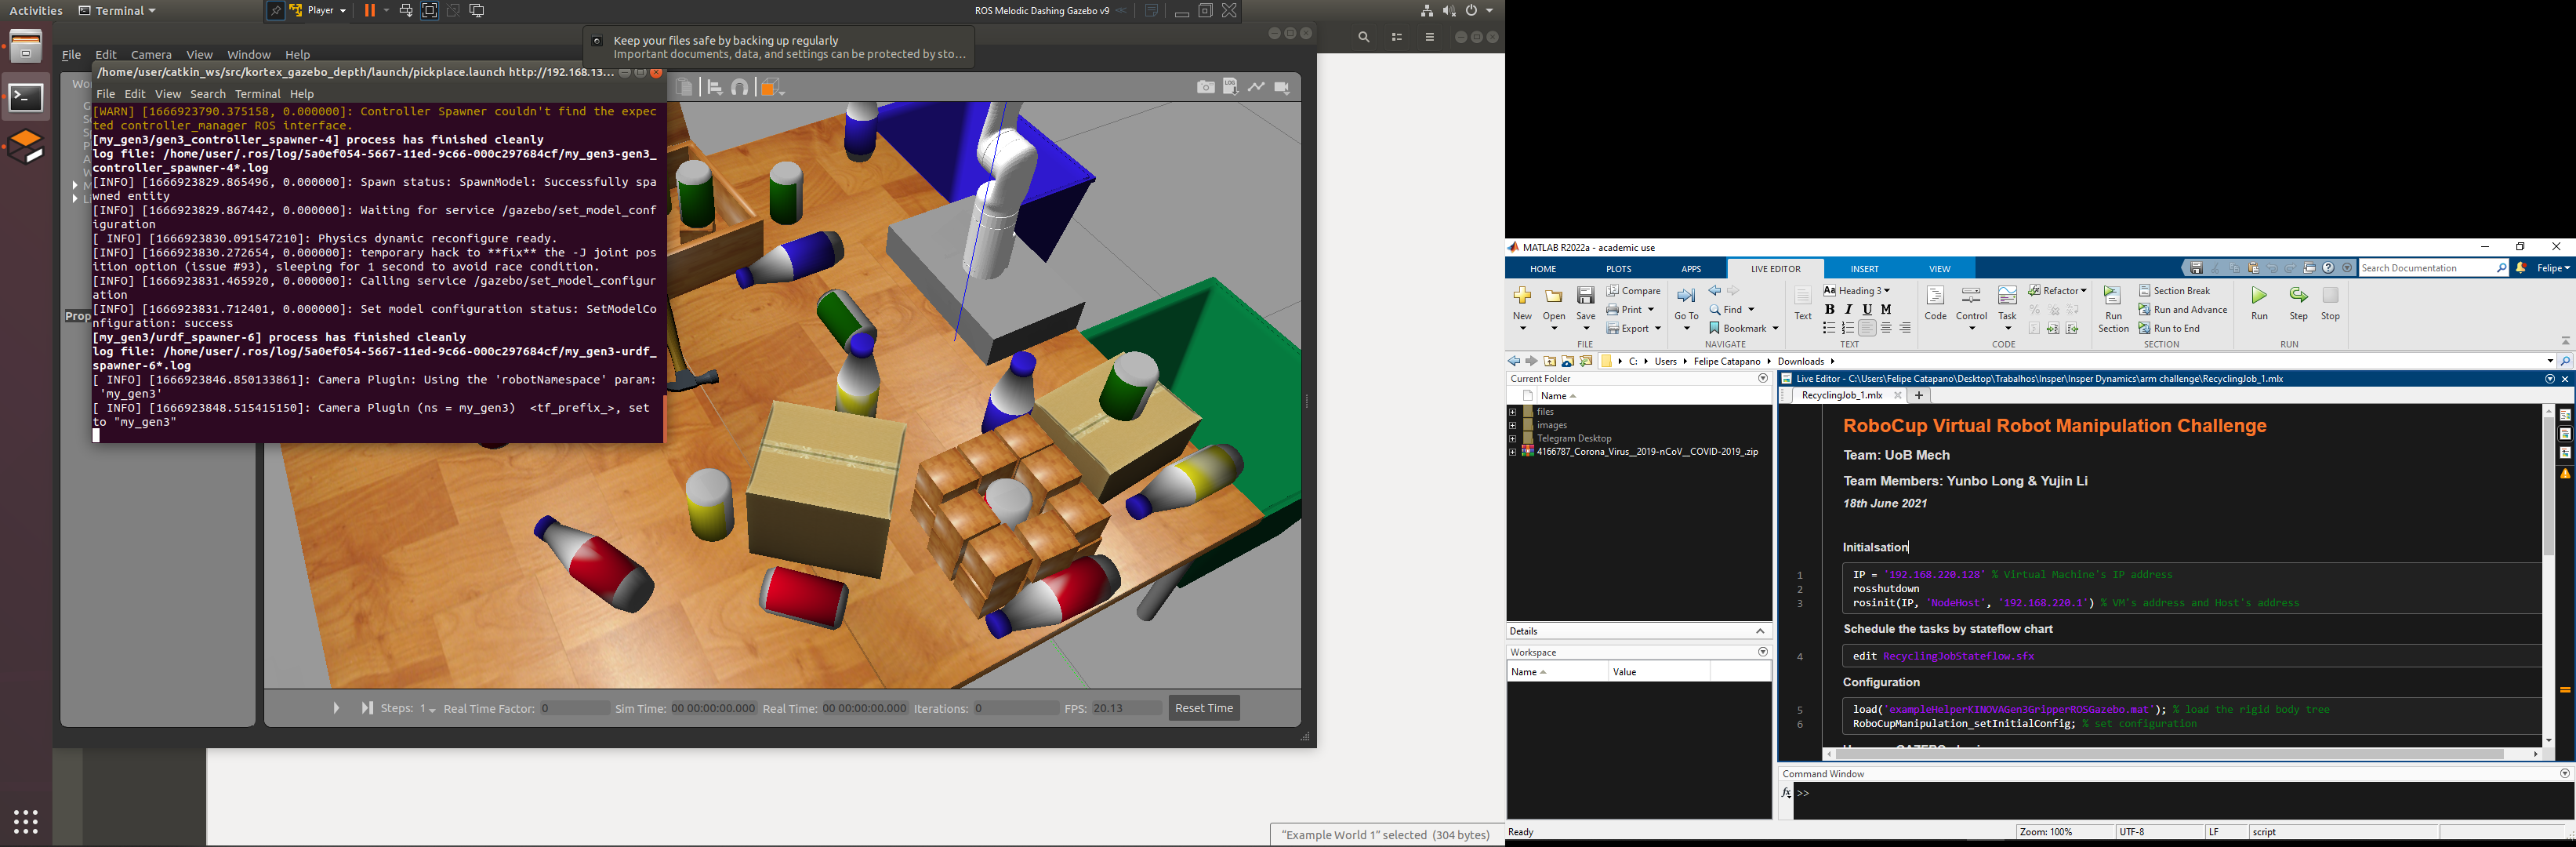 Activities
Terminal
Player
ROS Melodic Dashing Gazebo v9
Keep your files safe by backing up regularly
Important documents, data, and settings can be protected by sto…
File Edit Camera View Window Help
/home/user/catkin_ws/src/kortex_gazebo_depth/launch/pickplace.launch http://192.168.13…
File Edit View Search Terminal Help
[WARN] [1666923790.375158, 0.000000]: Controller Spawner couldn't find the expec
ted controller_manager ROS interface.
[my_gen3/gen3_controller_spawner-4] process has finished cleanly
log file: /home/user/.ros/log/5a0ef054-5667-11ed-9c66-000c297684cf/my_gen3-gen3_
controller_spawner-4*.log
[INFO] [1666923829.865496, 0.000000]: Spawn status: SpawnModel: Successfully spa
wned entity
[INFO] [1666923829.867442, 0.000000]: Waiting for service /gazebo/set_model_conf
iguration
[ INFO] [1666923830.091547210]: Physics dynamic reconfigure ready.
[INFO] [1666923830.272654, 0.000000]: temporary hack to **fix** the -J joint pos
ition option (issue #93), sleeping for 1 second to avoid race condition.
[INFO] [1666923831.465920, 0.000000]: Calling service /gazebo/set_model_configur
ation
[INFO] [1666923831.712401, 0.000000]: Set model configuration status: SetModelCo
nfiguration: success
[my_gen3/urdf_spawner-6] process has finished cleanly
log file: /home/user/.ros/log/5a0ef054-5667-11ed-9c66-000c297684cf/my_gen3-urdf_
spawner-6*.log
[ INFO] [1666923846.850133861]: Camera Plugin: Using the 'robotNamespace' param:
'my_gen3'
[ INFO] [1666923848.515415150]: Camera Plugin (ns = my_gen3) <tf_prefix_>, set
to "my_gen3"
Prop
Steps: 1 Real Time Factor: 0 Sim Time: 00 00:00:00.000 Real Time: 00 00:00:00.000 Iterations: 0 FPS: 20.13 Reset Time
"Example World 1" selected (304 bytes)
MATLAB R2022a - academic use
HOME PLOTS APPS LIVE EDITOR INSERT VIEW
Search Documentation
Felipe
New Open Save
Compare
Print
Export
FILE
Go To
Find
Bookmark
NAVIGATE
Text
Aa Heading 3
B I U M
TEXT
Code Control Task
Refactor
CODE
Run Section
Section Break
Run and Advance
Run to End
SECTION
Run Step Stop
RUN
C: Users Felipe Catapano Downloads
Current Folder
Name
files
images
Telegram Desktop
4166787_Corona_Virus__2019-nCoV__COVID-2019_.zip
Details
Workspace
Name Value
Live Editor - C:\Users\Felipe Catapano\Desktop\Trabalhos\Insper\Insper Dynamics\arm challenge\RecyclingJob_1.mlx
RecyclingJob_1.mlx
RoboCup Virtual Robot Manipulation Challenge
Team: UoB Mech
Team Members: Yunbo Long & Yujin Li
18th June 2021
Initialsation
1 IP = '192.168.220.128' % Virtual Machine's IP address
2 rosshutdown
3 rosinit(IP, 'NodeHost', '192.168.220.1') % VM's address and Host's address
Schedule the tasks by stateflow chart
4 edit RecyclingJobStateflow.sfx
Configuration
5 load('exampleHelperKINOVAGen3GripperROSGazebo.mat'); % load the rigid body tree
6 RoboCupManipulation_setInitialConfig; % set configuration
Command Window
fx >>
Ready
Zoom: 100% UTF-8 LF script